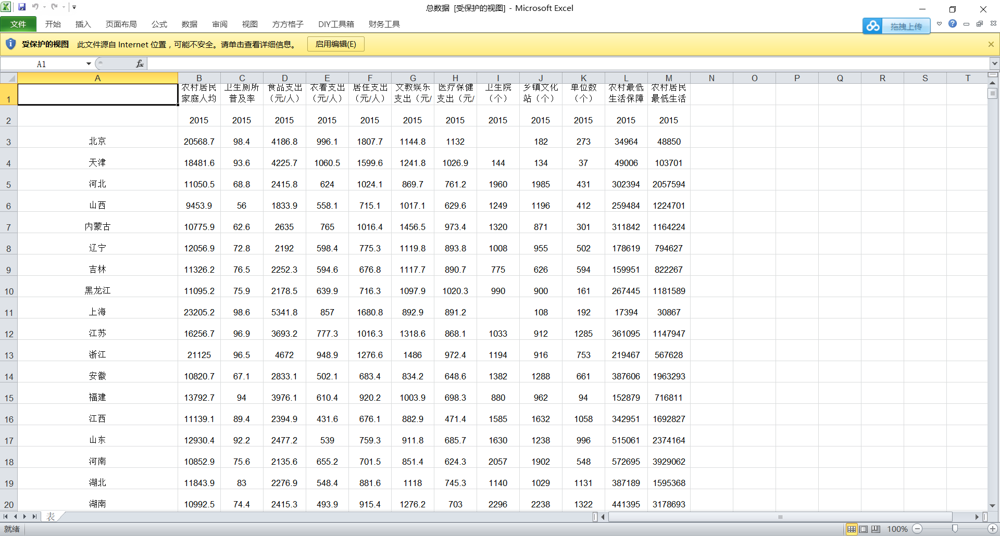 总数据 [受保护的视图] - Microsoft Excel
文件 开始 插入 页面布局 公式 数据 审阅 视图 方方格子 DIY工具箱 财务工具 拖拽上传
受保护的视图 此文件源自 Internet 位置，可能不安全。请单击查看详细信息。 启用编辑(E)
A1 fx
A B C D E F G H I J K L M N O P Q R S T
农村居民 卫生厕所 食品支出 衣着支出 居住支出 文教娱乐 医疗保健 卫生院 乡镇文化 单位数 农村最低 农村居民
1 家庭人均 普及率 （元/人） （元/人） （元/人） 支出（元/ 支出（元/ （个） 站（个） （个） 生活保障 最低生活
2 2015 2015 2015 2015 2015 2015 2015 2015 2015 2015 2015 2015
3 北京 20568.7 98.4 4186.8 996.1 1807.7 1144.8 1132 182 273 34964 48850
4 天津 18481.6 93.6 4225.7 1060.5 1599.6 1241.8 1026.9 144 134 37 49006 103701
5 河北 11050.5 68.8 2415.8 624 1024.1 869.7 761.2 1960 1985 431 302394 2057594
6 山西 9453.9 56 1833.9 558.1 715.1 1017.1 629.6 1249 1196 412 259484 1224701
7 内蒙古 10775.9 62.6 2635 765 1016.4 1456.5 973.4 1320 871 301 311842 1164224
8 辽宁 12056.9 72.8 2192 598.4 775.3 1119.8 893.8 1008 955 502 178619 794627
9 吉林 11326.2 76.5 2252.3 594.6 676.8 1117.7 890.7 775 626 594 159951 822267
10 黑龙江 11095.2 75.9 2178.5 639.9 716.3 1097.9 1020.3 990 900 161 267445 1181589
11 上海 23205.2 98.6 5341.8 857 1680.8 892.9 891.2 108 192 17394 30867
12 江苏 16256.7 96.9 3693.2 777.3 1016.3 1318.6 868.1 1033 912 1285 361095 1147947
13 浙江 21125 96.5 4672 948.9 1276.6 1486 972.4 1194 916 753 219467 567628
14 安徽 10820.7 67.1 2833.1 502.1 683.4 834.2 648.6 1382 1288 661 387606 1963293
15 福建 13792.7 94 3976.1 610.4 920.2 1003.9 698.3 880 962 94 152879 716811
16 江西 11139.1 89.4 2394.9 431.6 676.1 882.9 471.4 1585 1632 1058 342951 1692827
17 山东 12930.4 92.2 2477.2 539 759.3 911.8 685.7 1630 1238 996 515061 2374164
18 河南 10852.9 75.6 2135.6 655.2 701.5 851.4 624.3 2057 1902 548 572695 3929062
19 湖北 11843.9 83 2276.9 548.4 881.6 1118 745.3 1140 1029 1131 387189 1595368
20 湖南 10992.5 74.4 2415.3 493.9 915.4 1276.2 703 2296 2238 1322 441395 3178693
表
就绪 100%